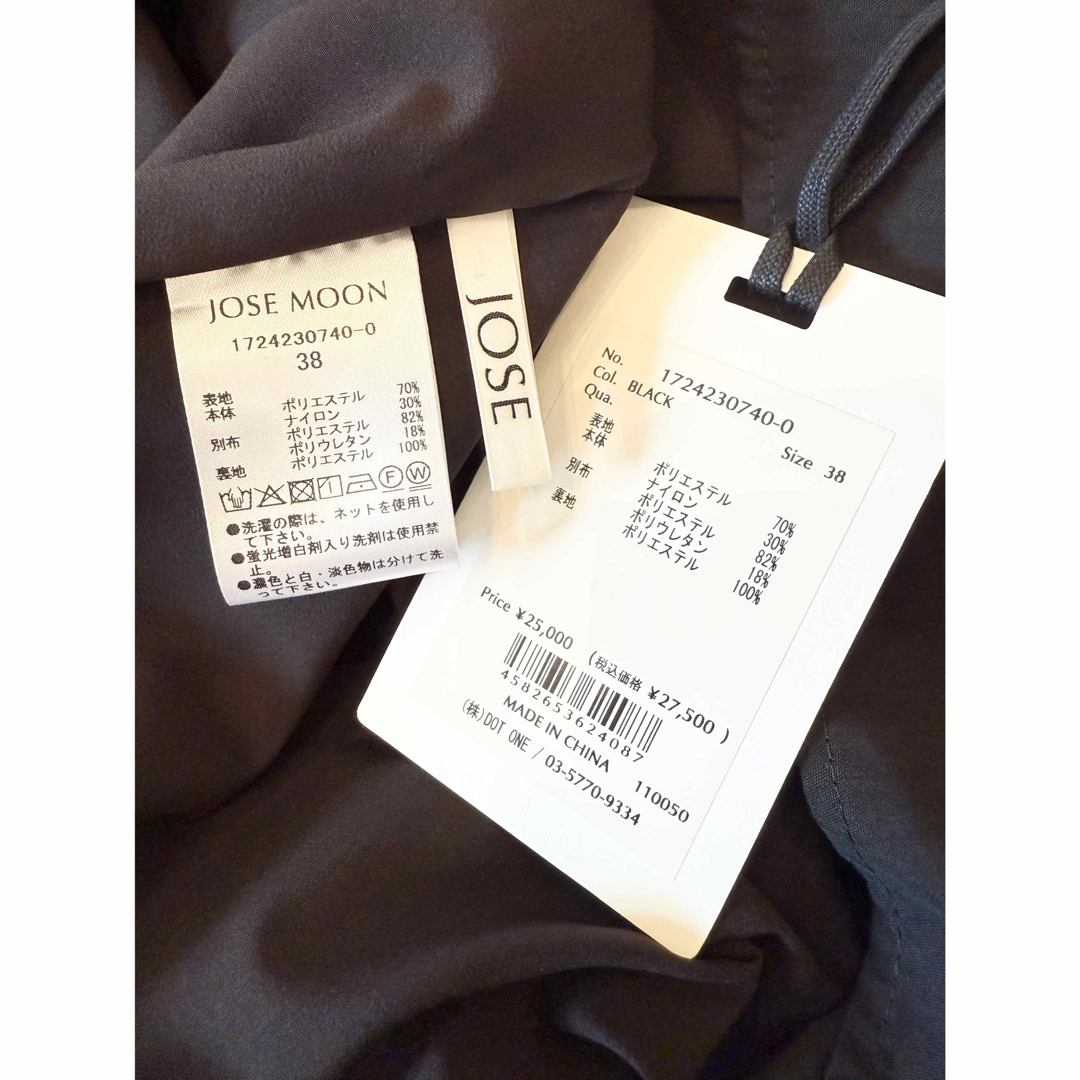 JOSE MOON
1724230740-0
38
表地
本体 ポリエステル 70%
ナイロン 30%
別布 ポリエステル 82%
ポリウレタン 18%
裏地 ポリエステル 100%
F W
●洗濯の際は、ネットを使用し
て下さい。
●蛍光増白剤入り洗剤は使用禁
止。
●濃色と白・淡色物は分けて洗
って下さい。
JOSE
No. 1724230740-0
Col. BLACK
Qua. Size 38
表地
本体 ポリエステル 70%
ナイロン 30%
別布 ポリエステル 82%
ポリウレタン 18%
裏地 ポリエステル 100%
Price ¥25,000 (税込価格 ¥27,500 )
4582653624087
MADE IN CHINA 110050
(株)DOT ONE / 03-5770-9334